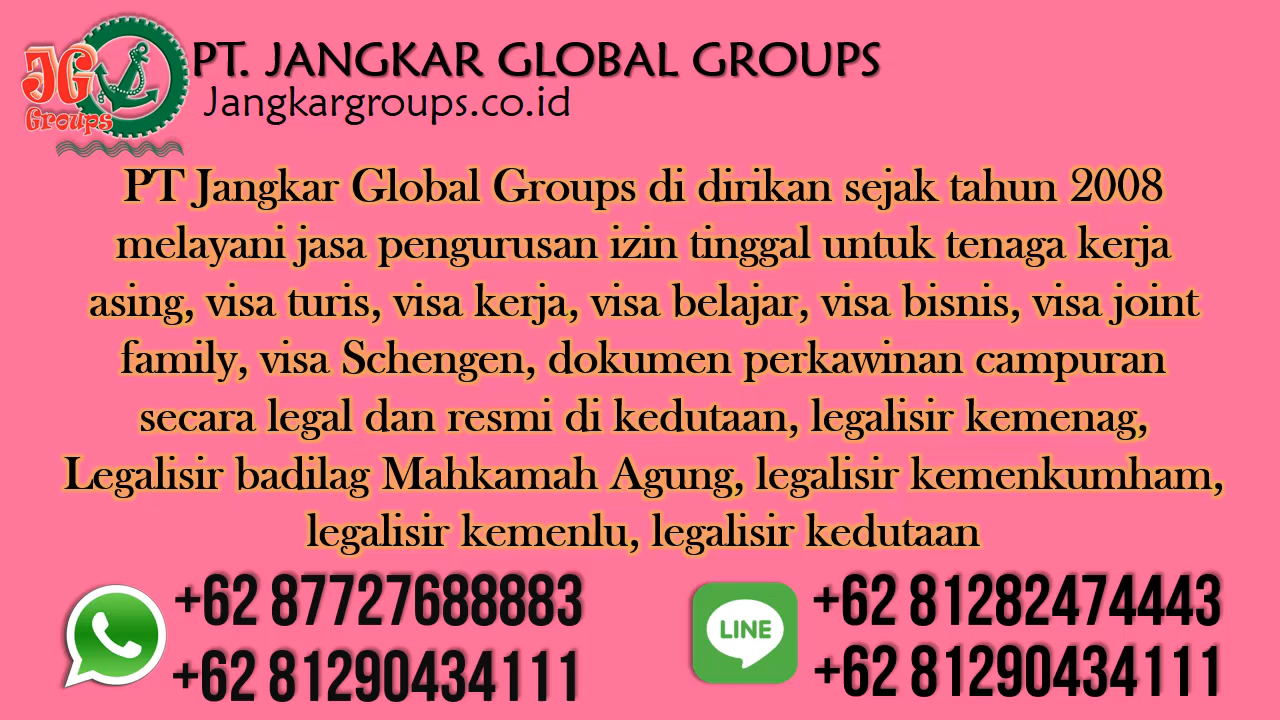 JG
Groups
PT. JANGKAR GLOBAL GROUPS
Jangkargroups.co.id
PT Jangkar Global Groups di dirikan sejak tahun 2008
melayani jasa pengurusan izin tinggal untuk tenaga kerja
asing, visa turis, visa kerja, visa belajar, visa bisnis, visa joint
family, visa Schengen, dokumen perkawinan campuran
secara legal dan resmi di kedutaan, legalisir kemenag,
Legalisir badilag Mahkamah Agung, legalisir kemenkumham,
legalisir kemenlu, legalisir kedutaan
+62 87727688883
+62 81290434111
LINE
+62 81282474443
+62 81290434111